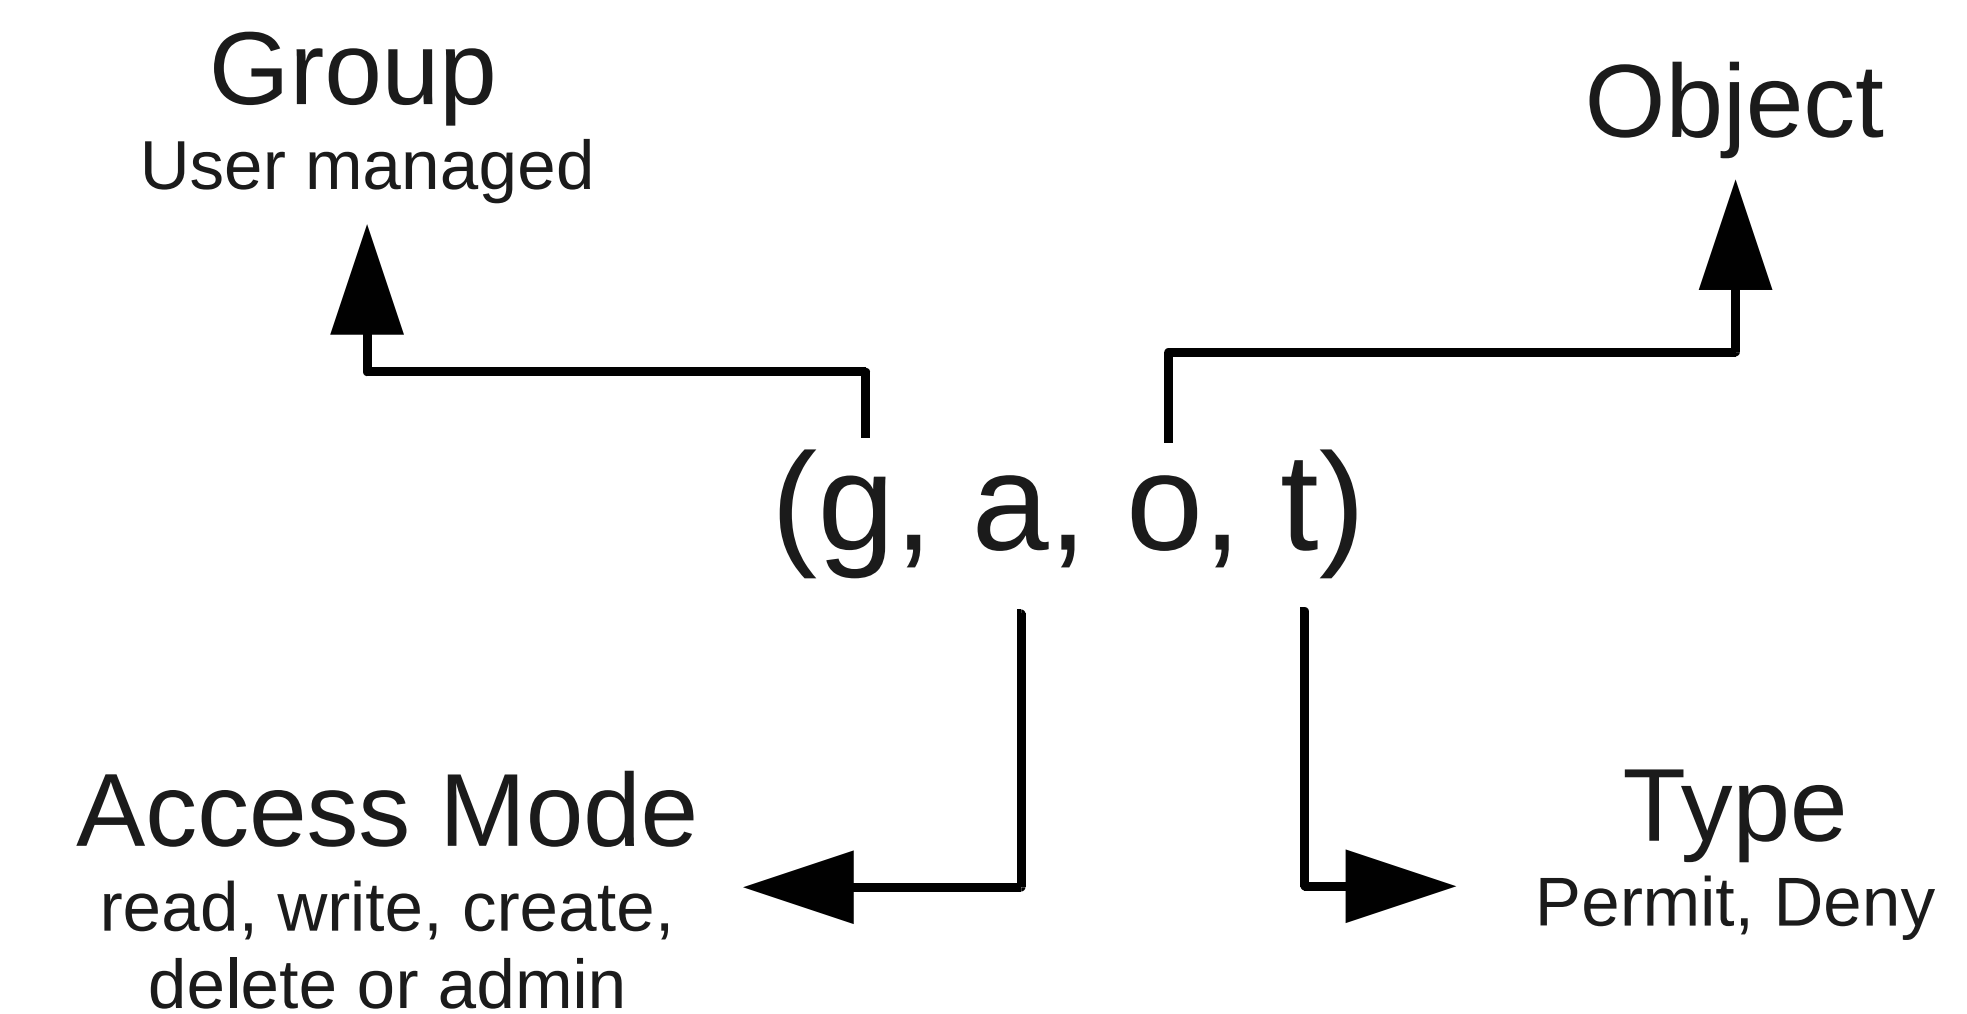 Group
User managed
Object
(g, a, o, t)
Access Mode
read, write, create,
delete or admin
Type
Permit, Deny